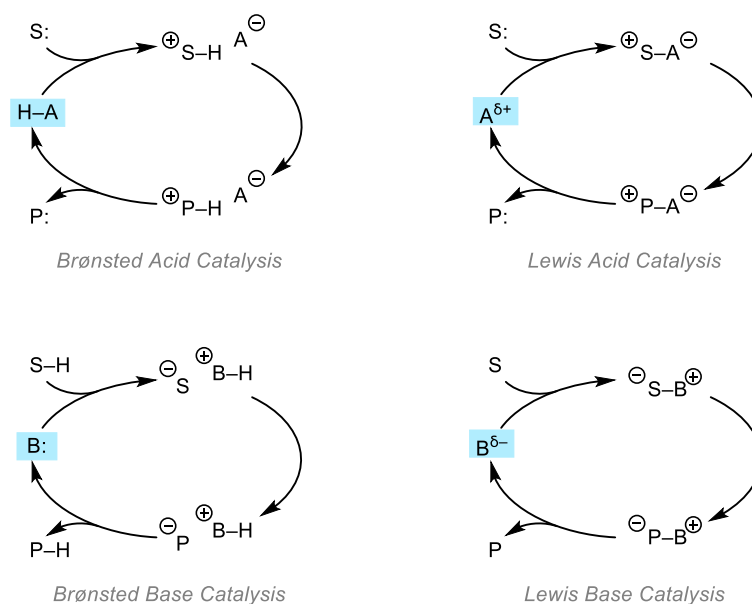 S:
⊕
S–H
A
⊖
H–A
P:
⊕
P–H
A
⊖
Brønsted Acid Catalysis
S:
⊕
S–A
⊖
Aδ+
P:
⊕
P–A
⊖
Lewis Acid Catalysis
S–H
⊖
S
⊕
B–H
B:
P–H
⊖
P
⊕
B–H
Brønsted Base Catalysis
S
⊖
S–B
⊕
Bδ–
P
⊖
P–B
⊕
Lewis Base Catalysis